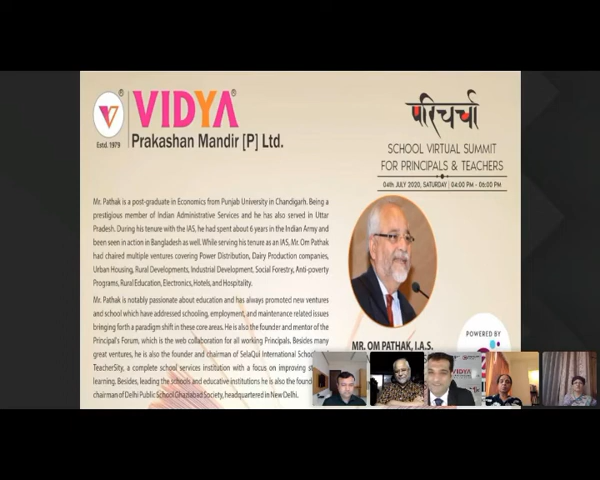 VIDYA
Estd. 1979
Prakashan Mandir [P] Ltd.
परिचर्चा
SCHOOL VIRTUAL SUMMIT
FOR PRINCIPALS & TEACHERS
04th JULY 2020, SATURDAY | 04:00 PM - 06:00 PM
Mr. Pathak is a post-graduate in Economics from Punjab University in Chandigarh. Being a
prestigious member of Indian Administrative Services and he has also served in Uttar
Pradesh. During his tenure with the IAS, he had spent about 6 years in the Indian Army and
been seen in action in Bangladesh as well. While serving his tenure as an IAS, Mr. Om Pathak
had chaired multiple ventures covering Power Distribution, Dairy Production companies,
Urban Housing, Rural Developments, Industrial Development, Social Forestry, Anti-poverty
Programs, Rural Education, Electronics, Hotels, and Hospitality.
Mr. Pathak is notably passionate about education and has always promoted new ventures
and school which have addressed schooling, employment, and maintenance related issues
bringing forth a paradigm shift in these core areas. He is also the founder and mentor of the
Principal's Forum, which is the web collaboration for all working Principals. Besides many
great ventures, he is also the founder and chairman of SelaQui International School
TeacherSity, a complete school services institution with a focus on improving
learning. Besides, leading the schools and educative institutions he is also the
chairman of Delhi Public School Ghaziabad Society, headquartered in New Delhi.
MR. OM PATHAK, I.A.S.
POWERED BY
VIDYA